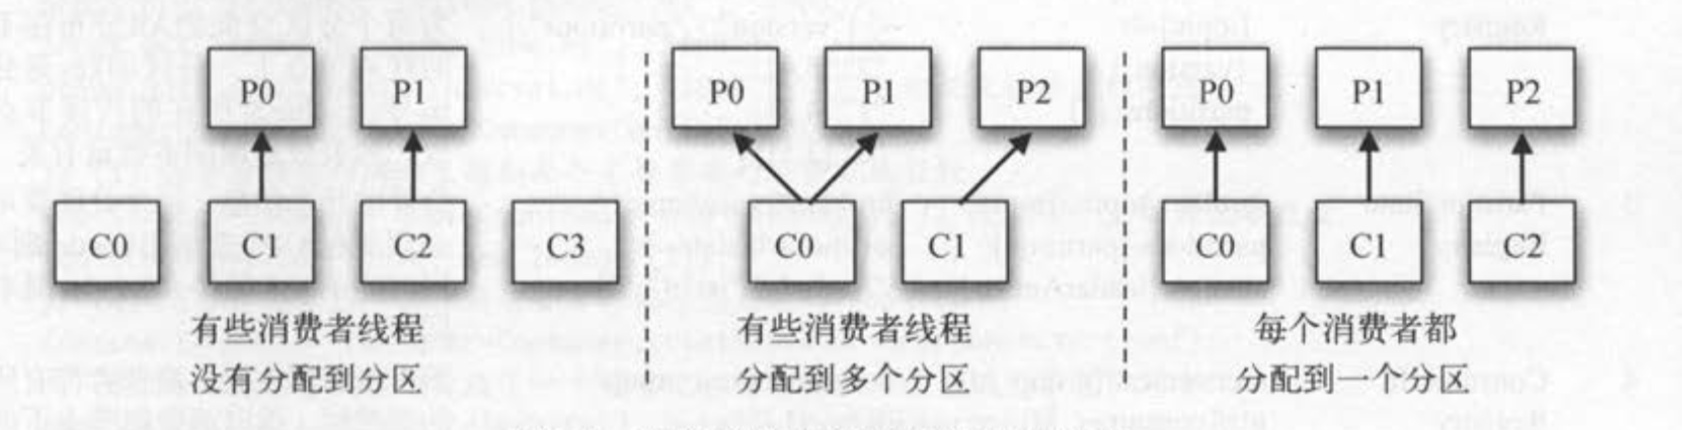 P0 P1
C0 C1 C2 C3
有些消费者线程
没有分配到分区
P0 P1 P2
C0 C1
有些消费者线程
分配到多个分区
P0 P1 P2
C0 C1 C2
每个消费者都
分配到一个分区